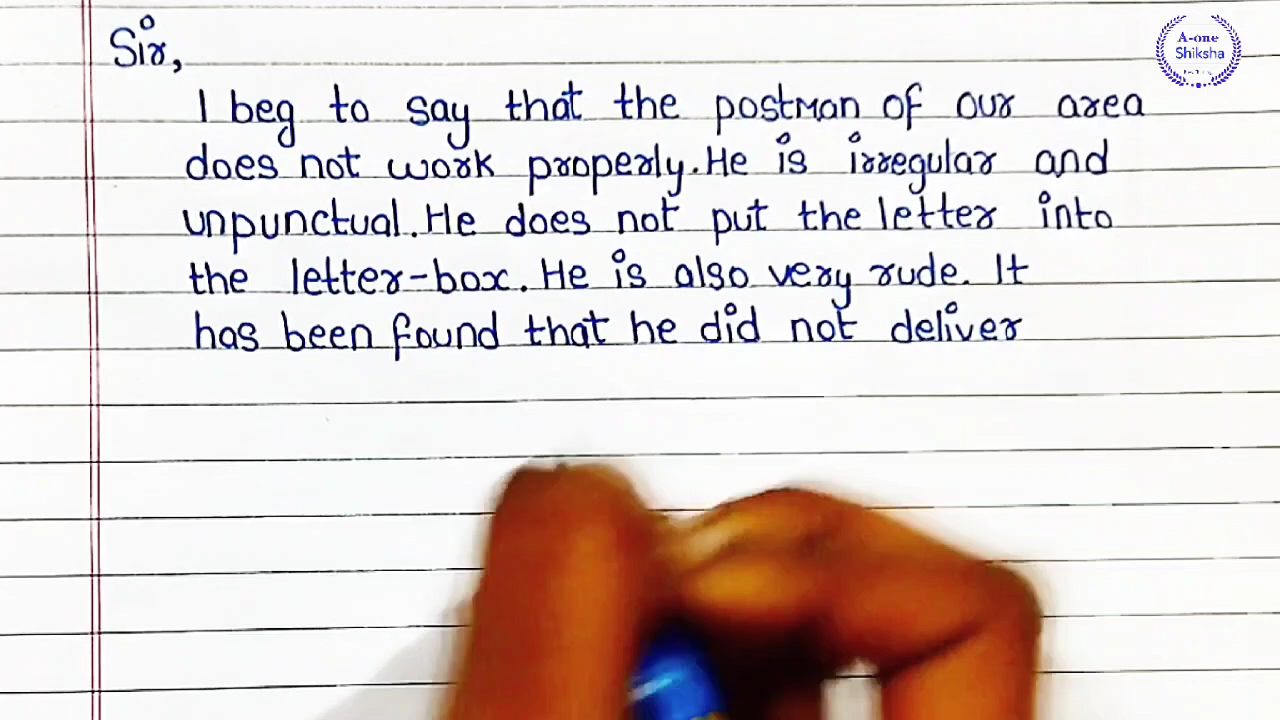 Sir,
A-one
Shiksha
I beg to say that the postman of our area
does not work properly. He is irregular and
unpunctual. He does not put the letter into
the letter-box. He is also very rude. It
has been found that he did not deliver